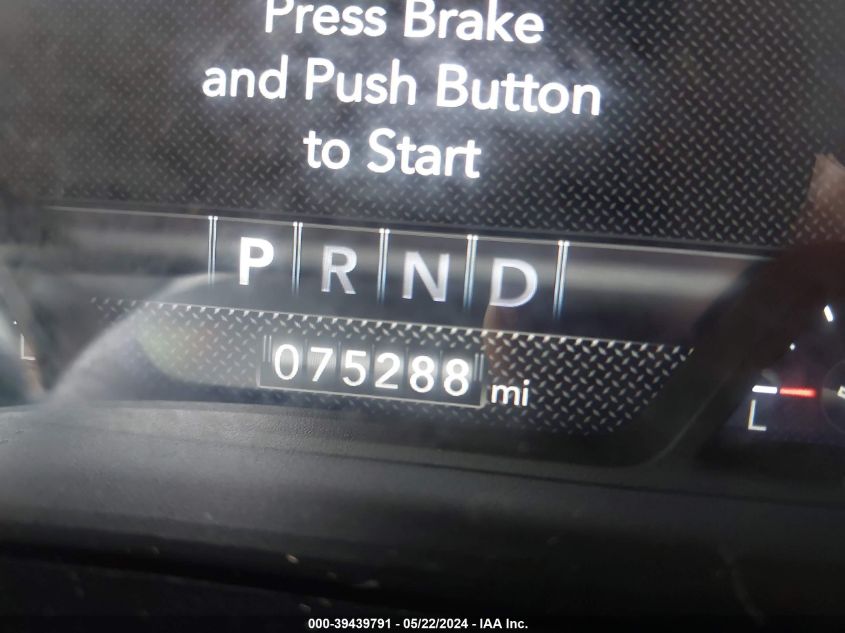 Press Brake
and Push Button
to Start
P R N D
075288 mi
L
L
000-39439791 - 05/22/2024 - IAA Inc.